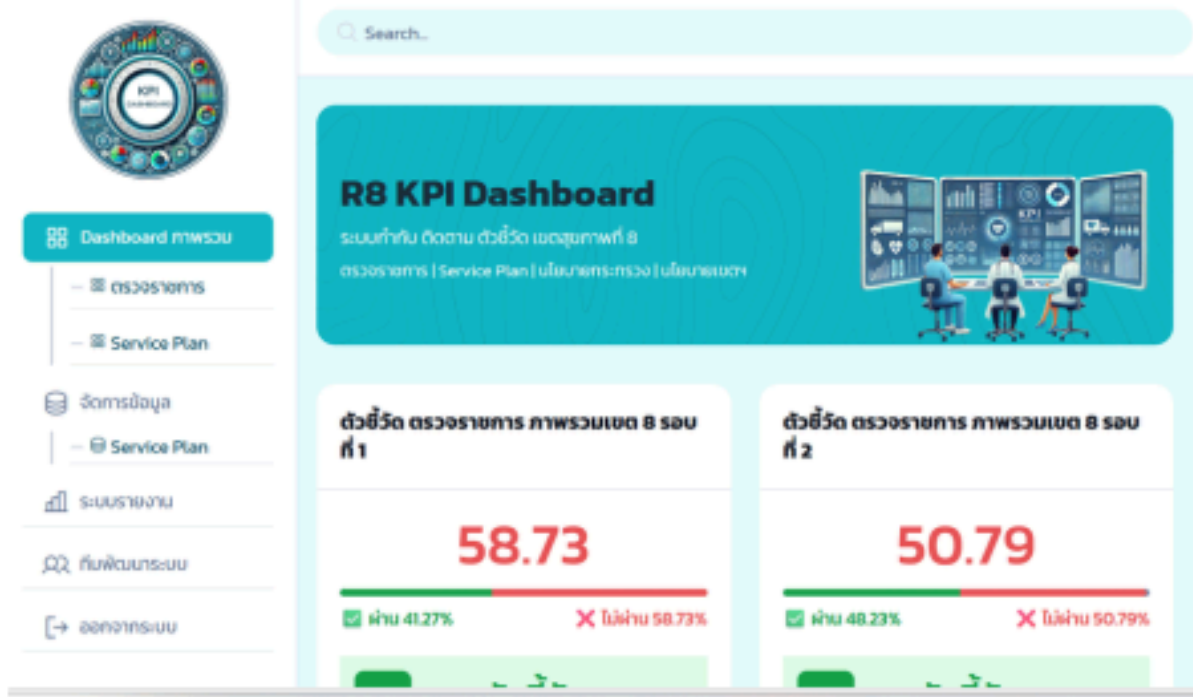 KPI
DASHBOARD
Search...
Dashboard ภาพรวม
ตรวจราชการ
Service Plan
จัดการข้อมูล
Service Plan
ระบบรายงาน
ทีมพัฒนาระบบ
ออกจากระบบ
R8 KPI Dashboard
ระบบกำกับ ติดตาม ตัวชี้วัด เขตสุขภาพที่ 8
ตรวจราชการ | Service Plan | นโยบายกระทรวง | นโยบายเขตฯ
KPI
ตัวชี้วัด ตรวจราชการ ภาพรวมเขต 8 รอบ
ที่ 1
58.73
ผ่าน 41.27%
ไม่ผ่าน 58.73%
ตัวชี้วัด ตรวจราชการ ภาพรวมเขต 8 รอบ
ที่ 2
50.79
ผ่าน 48.23%
ไม่ผ่าน 50.79%